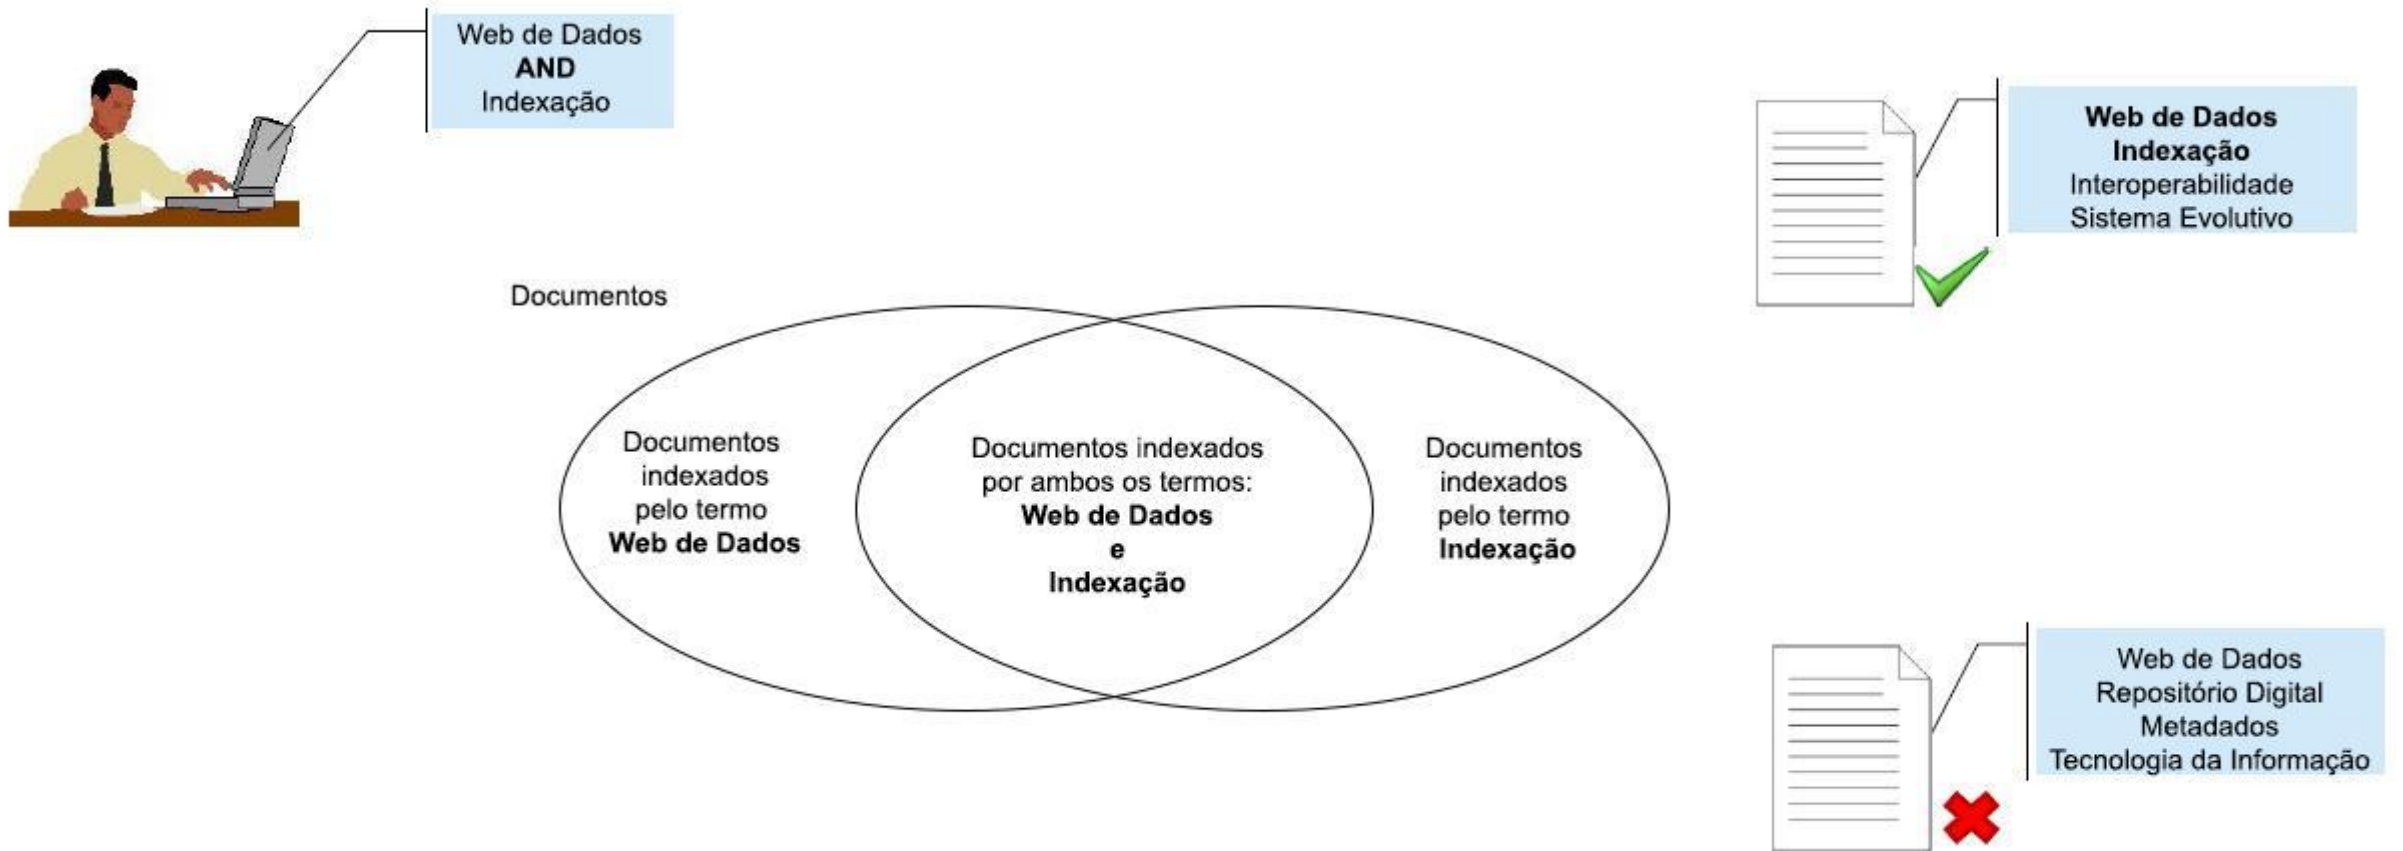 Web de Dados
AND
Indexação
Web de Dados
Indexação
Interoperabilidade
Sistema Evolutivo
Documentos
Documentos
indexados
pelo termo
Web de Dados
Documentos indexados
por ambos os termos:
Web de Dados
e
Indexação
Documentos
indexados
pelo termo
Indexação
Web de Dados
Repositório Digital
Metadados
Tecnologia da Informação